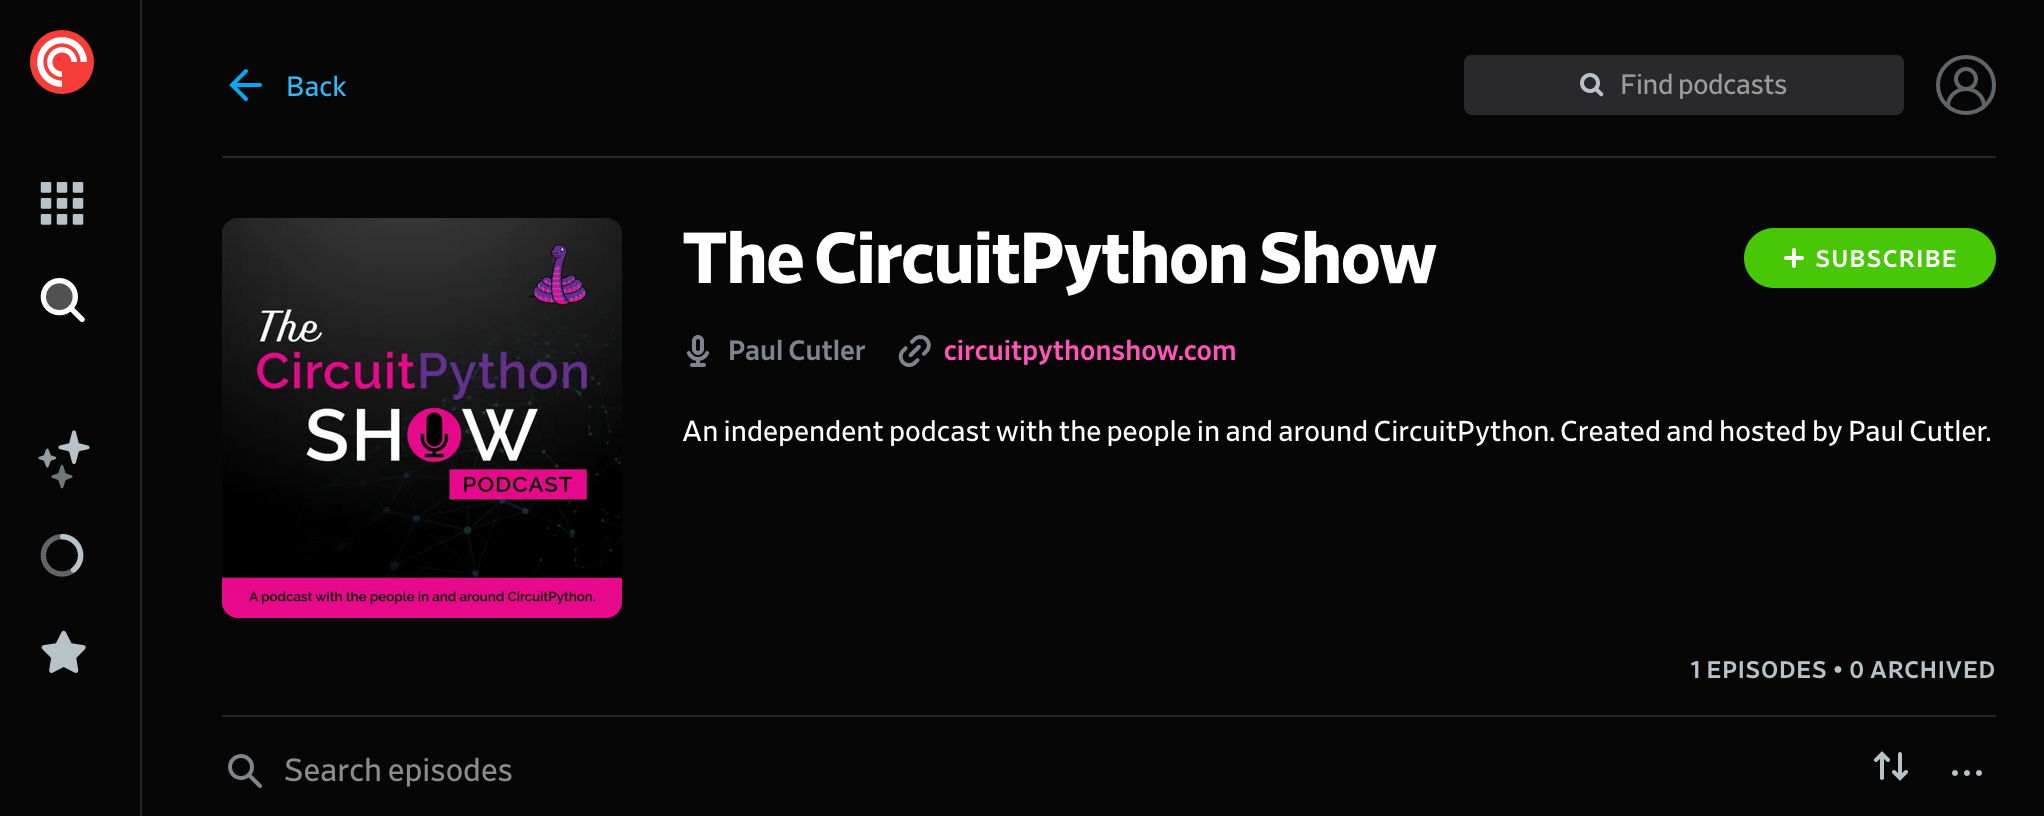 Back
Find podcasts
The
CircuitPython
SHOW
PODCAST
A podcast with the people in and around CircuitPython.
The CircuitPython Show
+ SUBSCRIBE
Paul Cutler
circuitpythonshow.com
An independent podcast with the people in and around CircuitPython. Created and hosted by Paul Cutler.
1 EPISODES • 0 ARCHIVED
Search episodes